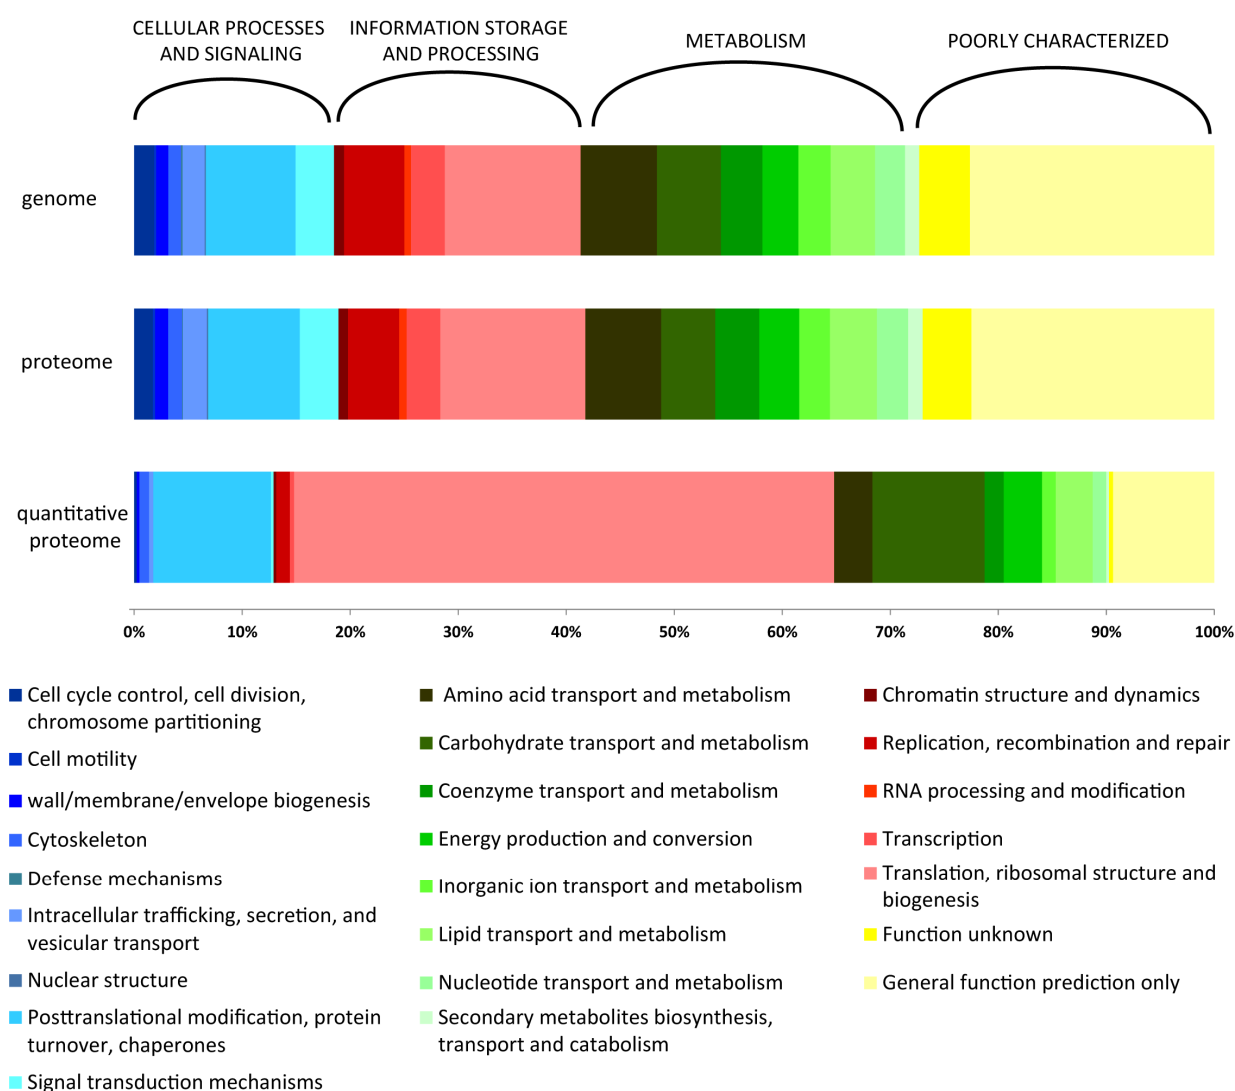 CELLULAR PROCESSES
AND SIGNALING
INFORMATION STORAGE
AND PROCESSING
METABOLISM
POORLY CHARACTERIZED
genome
proteome
quantitative
proteome
0% 10% 20% 30% 40% 50% 60% 70% 80% 90% 100%
Cell cycle control, cell division,
chromosome partitioning
Cell motility
wall/membrane/envelope biogenesis
Cytoskeleton
Defense mechanisms
Intracellular trafficking, secretion, and
vesicular transport
Nuclear structure
Posttranslational modification, protein
turnover, chaperones
Signal transduction mechanisms
Amino acid transport and metabolism
Carbohydrate transport and metabolism
Coenzyme transport and metabolism
Energy production and conversion
Inorganic ion transport and metabolism
Lipid transport and metabolism
Nucleotide transport and metabolism
Secondary metabolites biosynthesis,
transport and catabolism
Chromatin structure and dynamics
Replication, recombination and repair
RNA processing and modification
Transcription
Translation, ribosomal structure and
biogenesis
Function unknown
General function prediction only